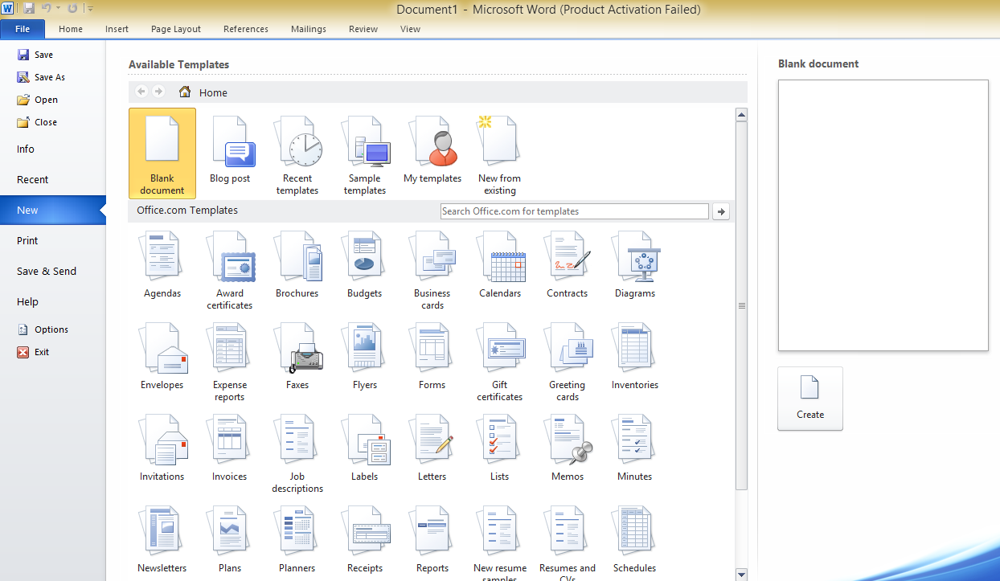 Document1 - Microsoft Word (Product Activation Failed)
File Home Insert Page Layout References Mailings Review View
Save
Save As
Open
Close
Info
Recent
New
Print
Save & Send
Help
Options
Exit
Available Templates
Home
Blank
document
Blog post
Recent
templates
Sample
templates
My templates
New from
existing
Office.com Templates
Search Office.com for templates
Agendas
Award
certificates
Brochures
Budgets
Business
cards
Calendars
Contracts
Diagrams
Envelopes
Expense
reports
Faxes
Flyers
Forms
Gift
certificates
Greeting
cards
Inventories
Invitations
Invoices
Job
descriptions
Labels
Letters
Lists
Memos
Minutes
Newsletters
Plans
Planners
Receipts
Reports
New resume
samples
Resumes and
CVs
Schedules
Blank document
Create